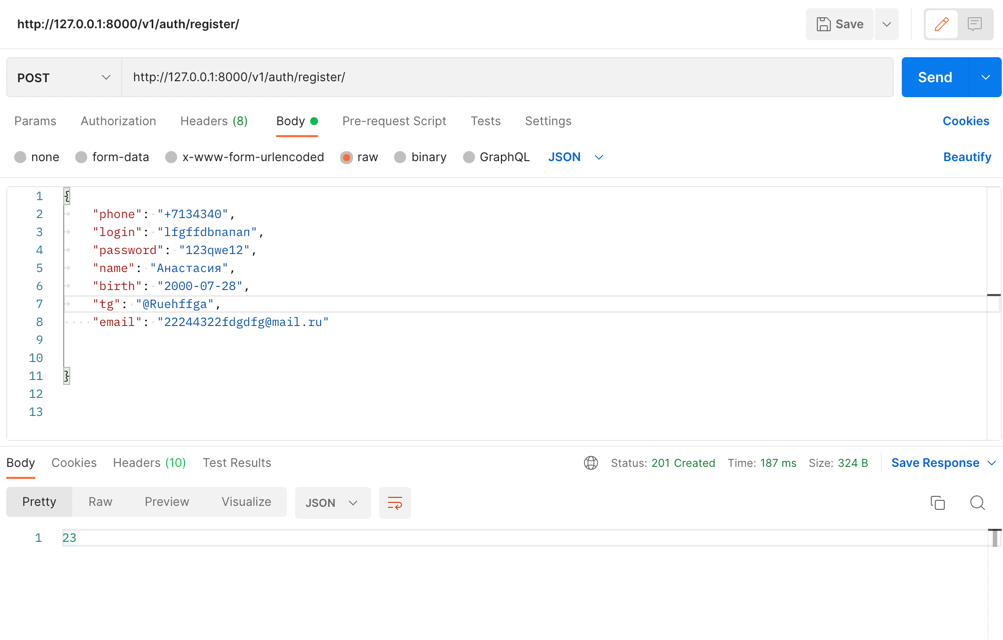 http://127.0.0.1:8000/v1/auth/register/
Save
POST
http://127.0.0.1:8000/v1/auth/register/
Send
Params Authorization Headers (8) Body Pre-request Script Tests Settings Cookies
none form-data x-www-form-urlencoded raw binary GraphQL JSON Beautify
1 {
2 "phone": "+7134340",
3 "login": "lfgffdbnanan",
4 "password": "123qwe12",
5 "name": "Анастасия",
6 "birth": "2000-07-28",
7 "tg": "@Ruehffga",
8 "email": "22244322fdgdfg@mail.ru"
9
10
11 }
12
13
Body Cookies Headers (10) Test Results Status: 201 Created Time: 187 ms Size: 324 B Save Response
Pretty Raw Preview Visualize JSON
1 23